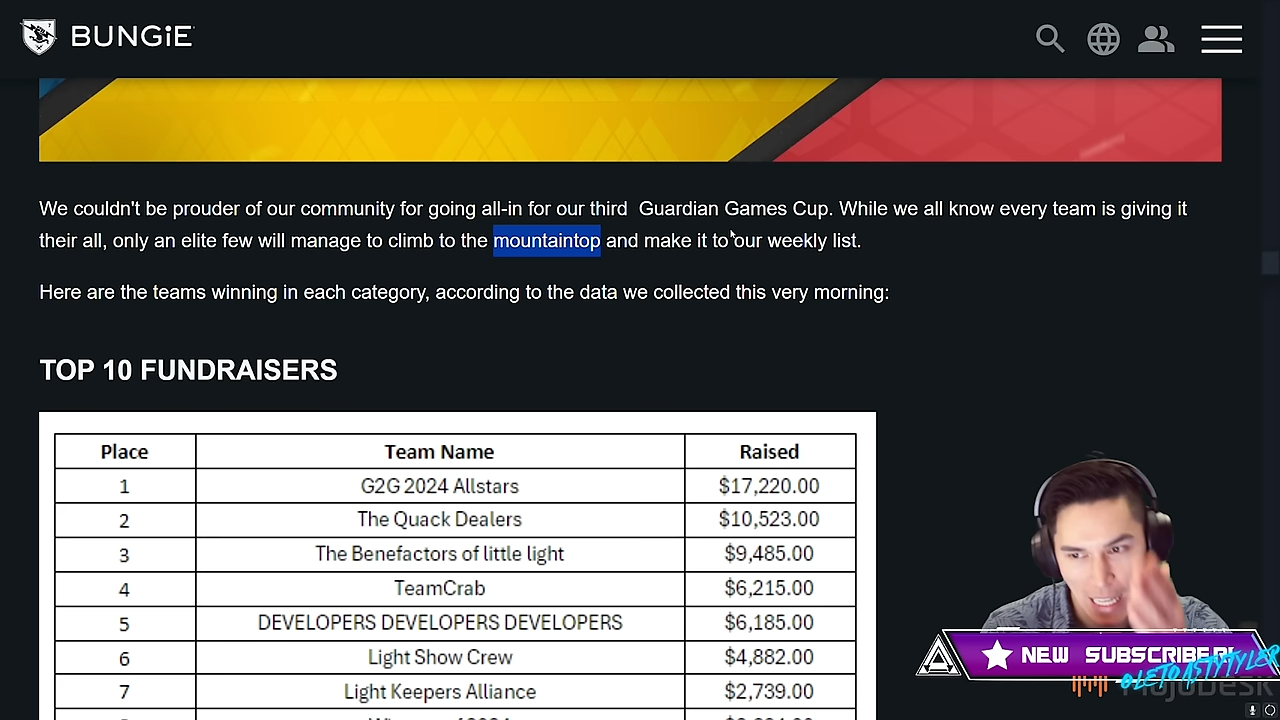 BUNGiE
We couldn't be prouder of our community for going all-in for our third  Guardian Games Cup. While we all know every team is giving it
their all, only an elite few will manage to climb to the mountaintop and make it to our weekly list.
Here are the teams winning in each category, according to the data we collected this very morning:
TOP 10 FUNDRAISERS
Place Team Name Raised
1 G2G 2024 Allstars $17,220.00
2 The Quack Dealers $10,523.00
3 The Benefactors of little light $9,485.00
4 TeamCrab $6,215.00
5 DEVELOPERS DEVELOPERS DEVELOPERS $6,185.00
6 Light Show Crew $4,882.00
7 Light Keepers Alliance $2,739.00
NEW SUBSCRIBER!
OLETOASTYTYLER
MojoDesk